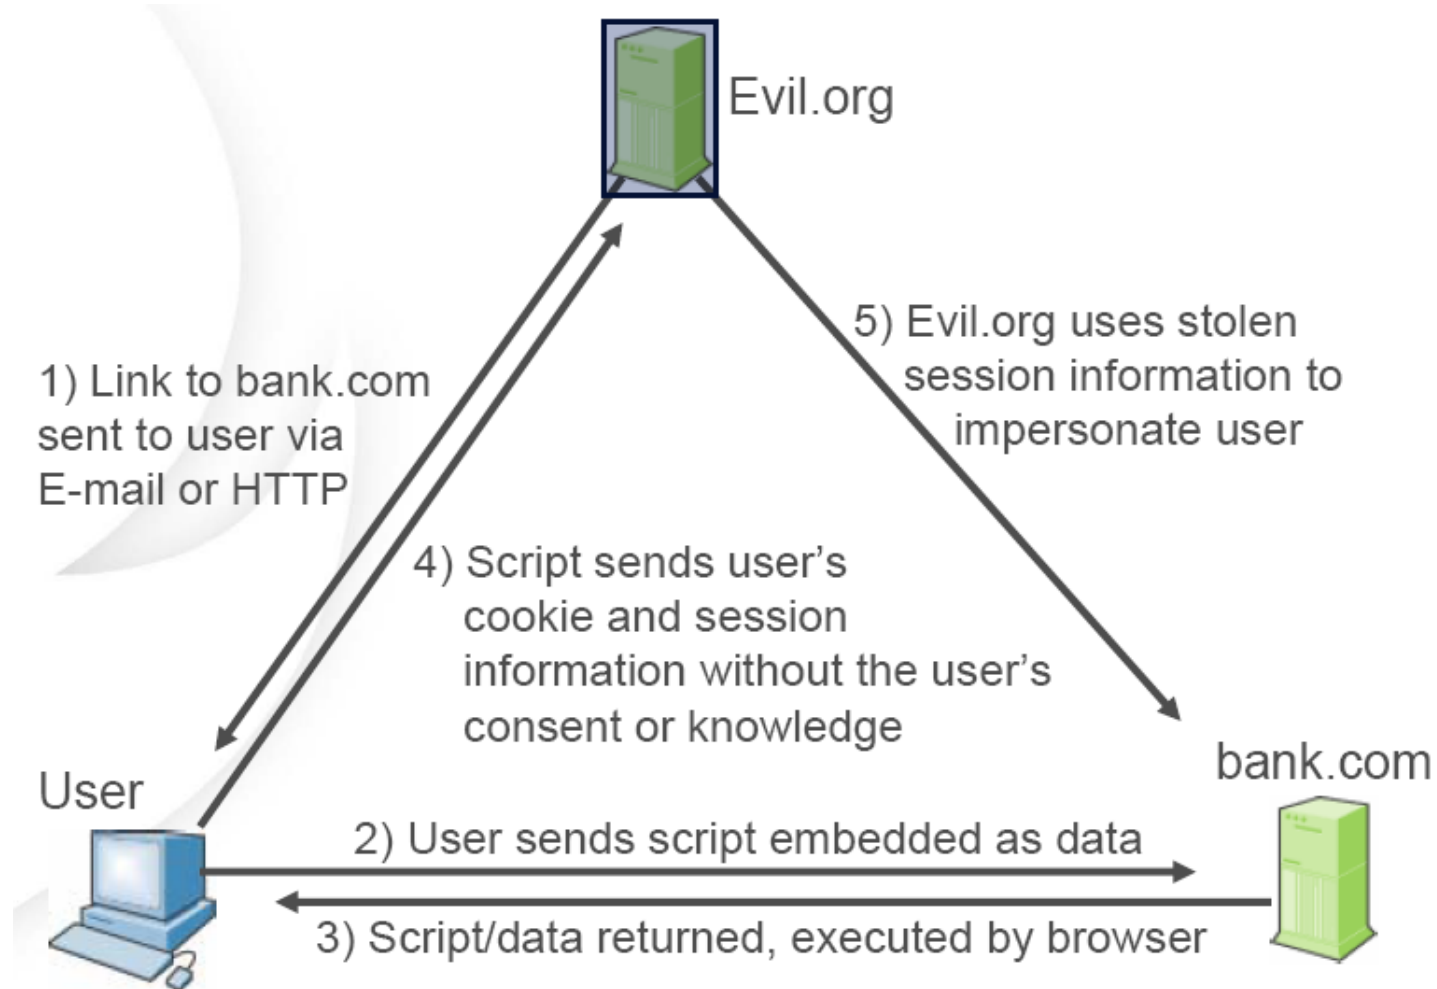 Evil.org
5) Evil.org uses stolen
session information to
impersonate user
1) Link to bank.com
sent to user via
E-mail or HTTP
4) Script sends user’s
cookie and session
information without the user’s
consent or knowledge
bank.com
User
2) User sends script embedded as data
3) Script/data returned, executed by browser